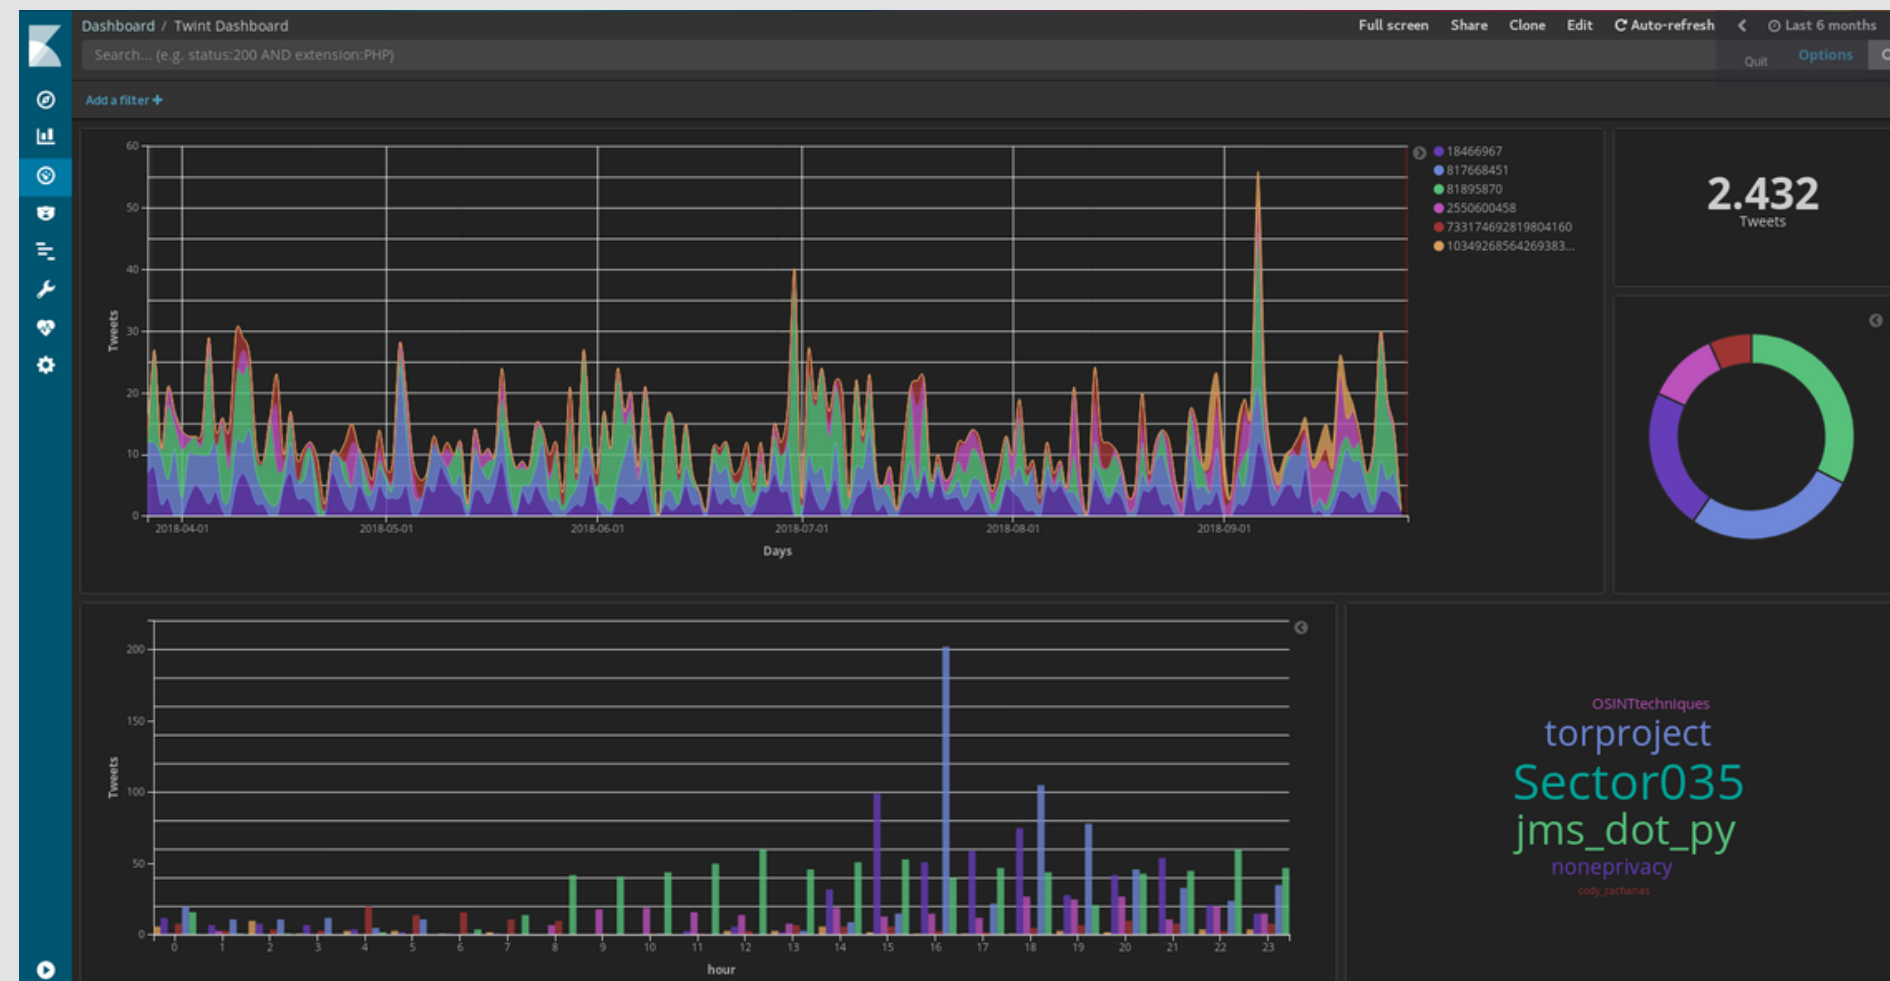 Dashboard / Twint Dashboard
Full screen Share Clone Edit Auto-refresh Last 6 months
Search... (e.g. status:200 AND extension:PHP)
Quit Options
Add a filter
60
50
40
30
20
10
0
Tweets
2018-04-01 2018-05-01 2018-06-01 2018-07-01 2018-08-01 2018-09-01
Days
18466967
817668451
81895870
2550600458
733174692819804160
10349268564269383...
2.432
Tweets
200
150
100
50
0
Tweets
0 1 2 3 4 5 6 7 8 9 10 11 12 13 14 15 16 17 18 19 20 21 22 23
hour
OSINTtechniques
torproject
Sector035
jms_dot_py
noneprivacy
cody_zacharias